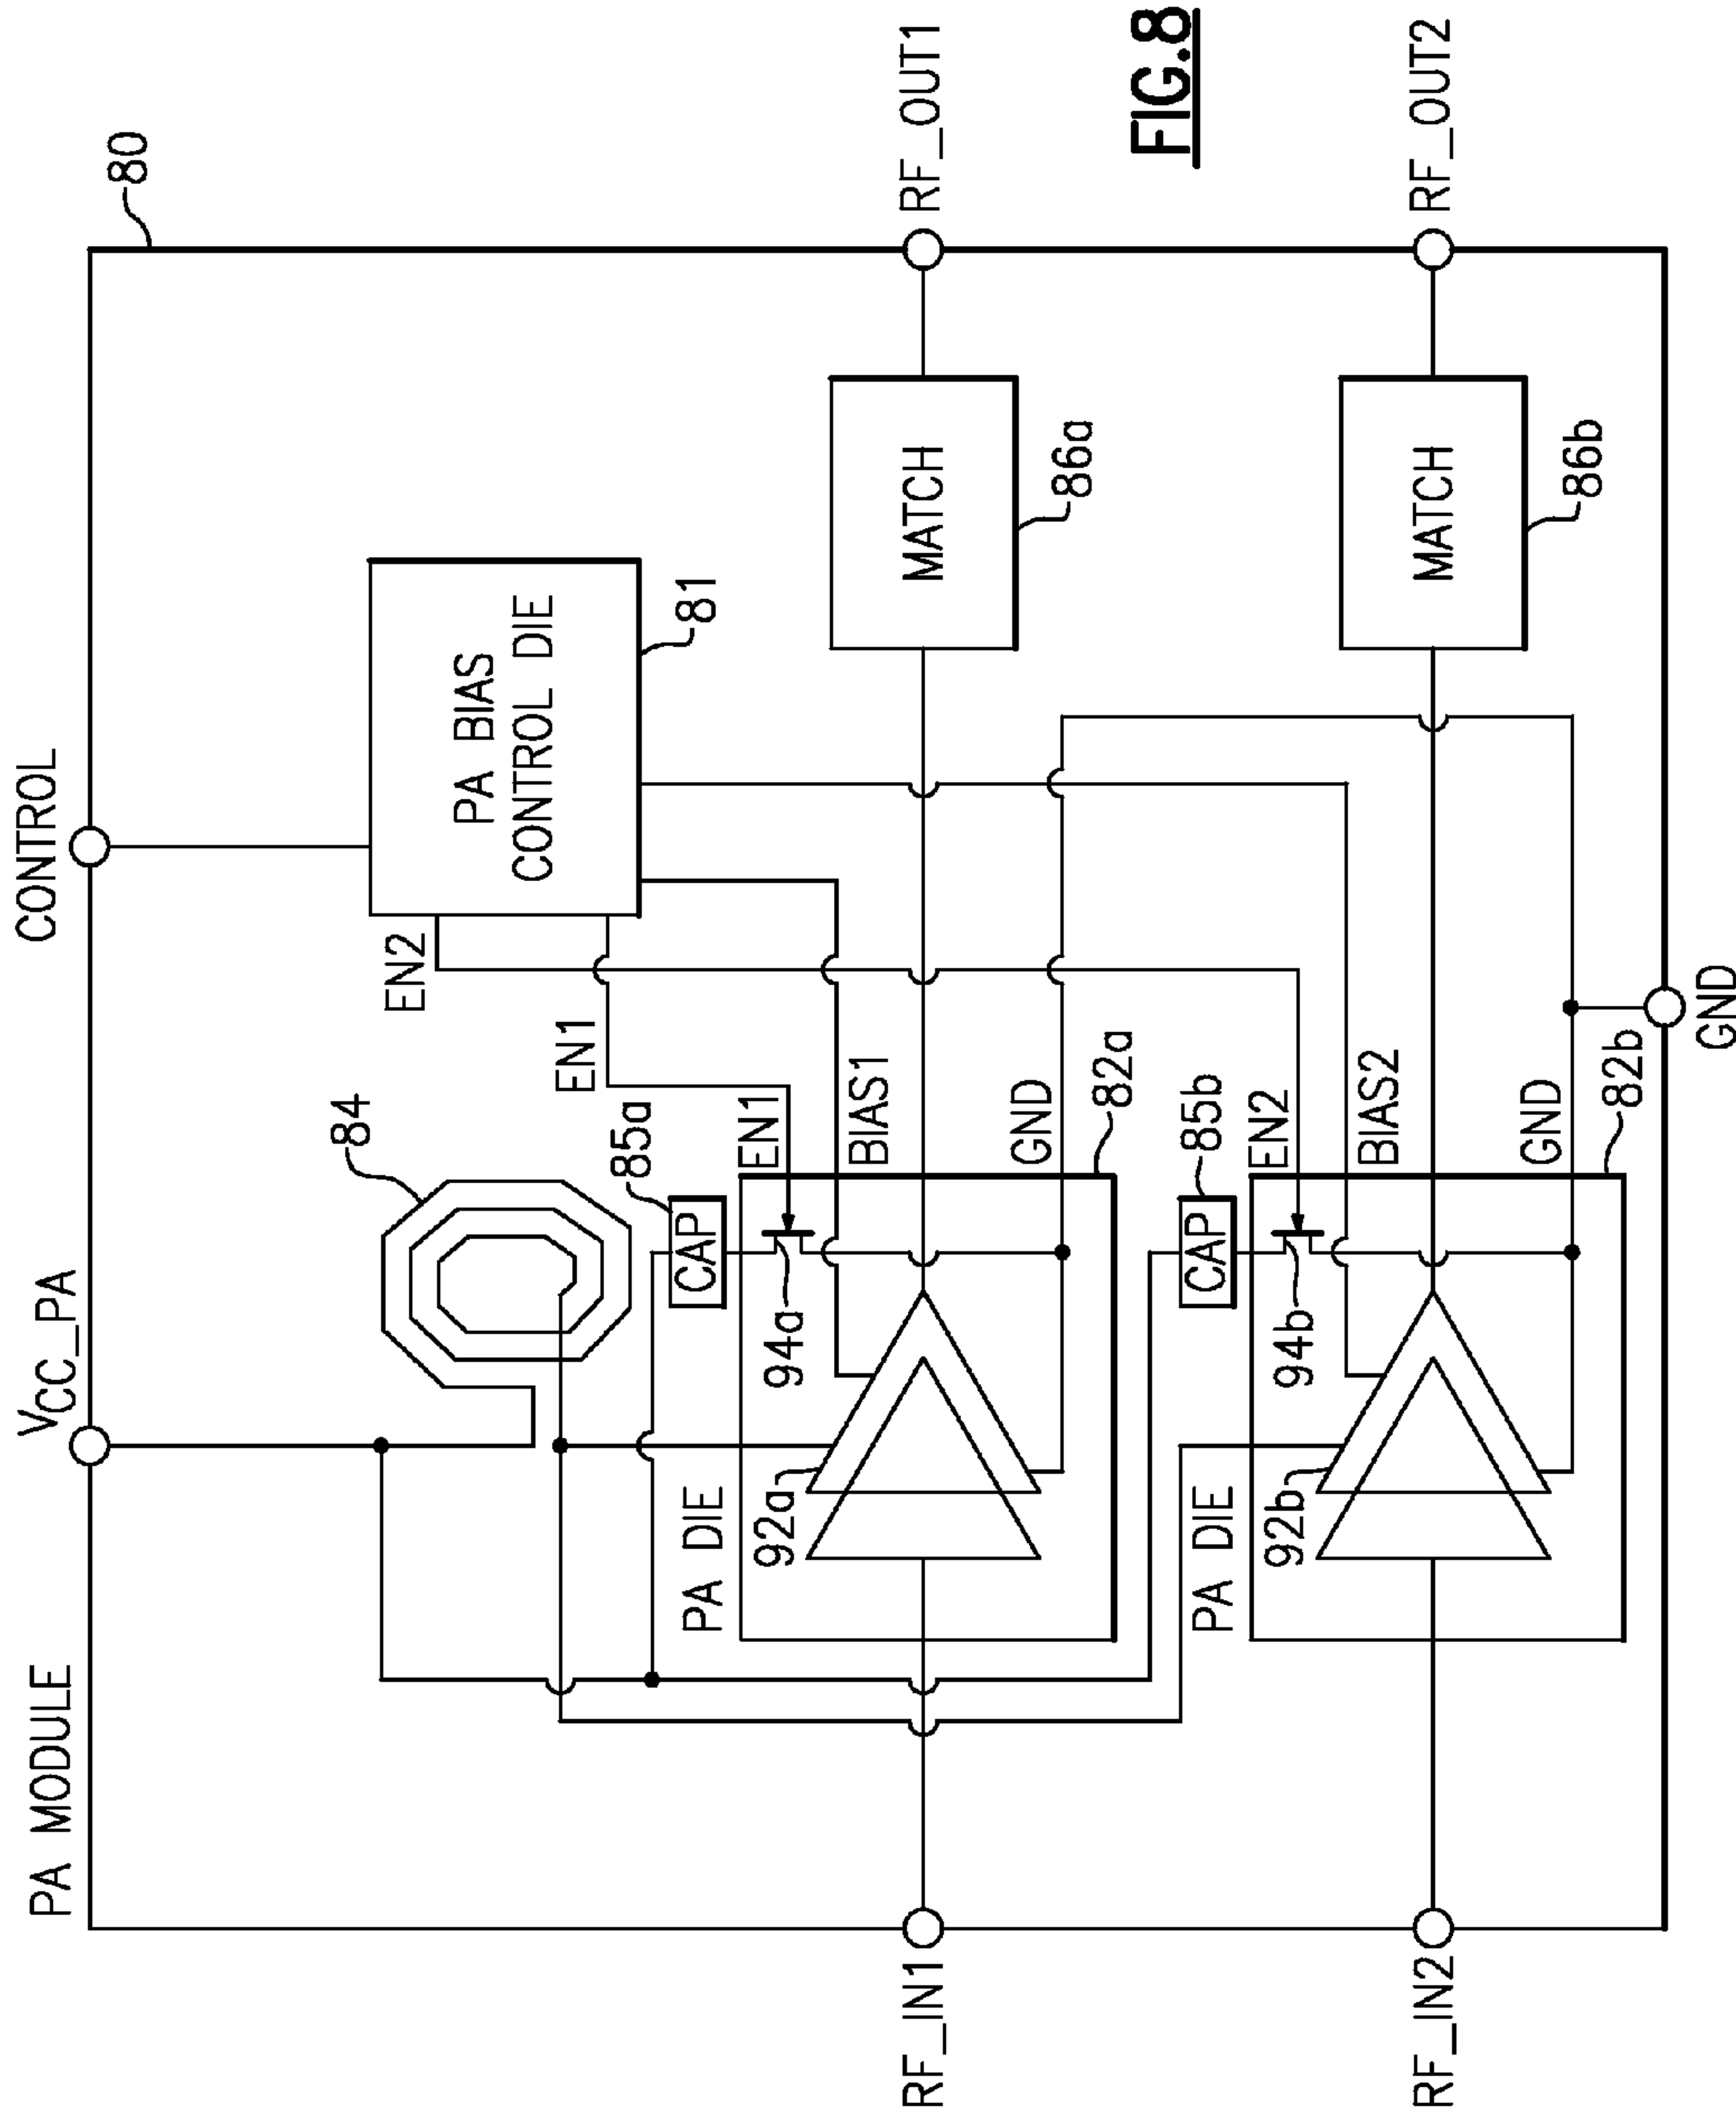 PA MODULE
VCC_PA
CONTROL
80
84
EN2
PA BIAS
CONTROL DIE
81
EN1
85a
CAP
EN1
PA DIE
94a
92a
BIAS1
GND
82a
RF_IN1
MATCH
86a
RF_OUT1
85b
CAP
EN2
PA DIE
94b
92b
BIAS2
GND
82b
RF_IN2
MATCH
86b
RF_OUT2
GND
FIG.8